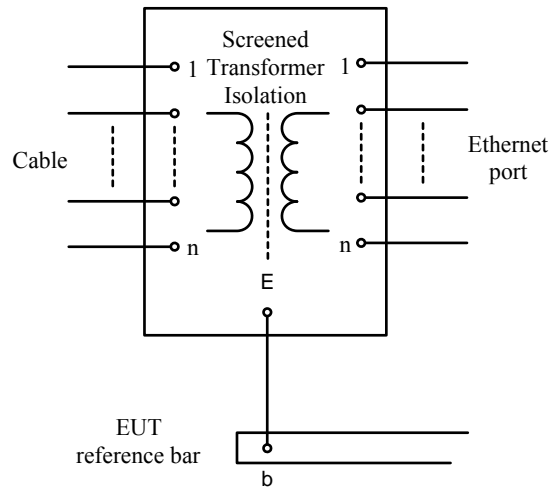 Screened
Transformer
Isolation
1
1
Cable
Ethernet
port
n
n
E
EUT
reference bar
b